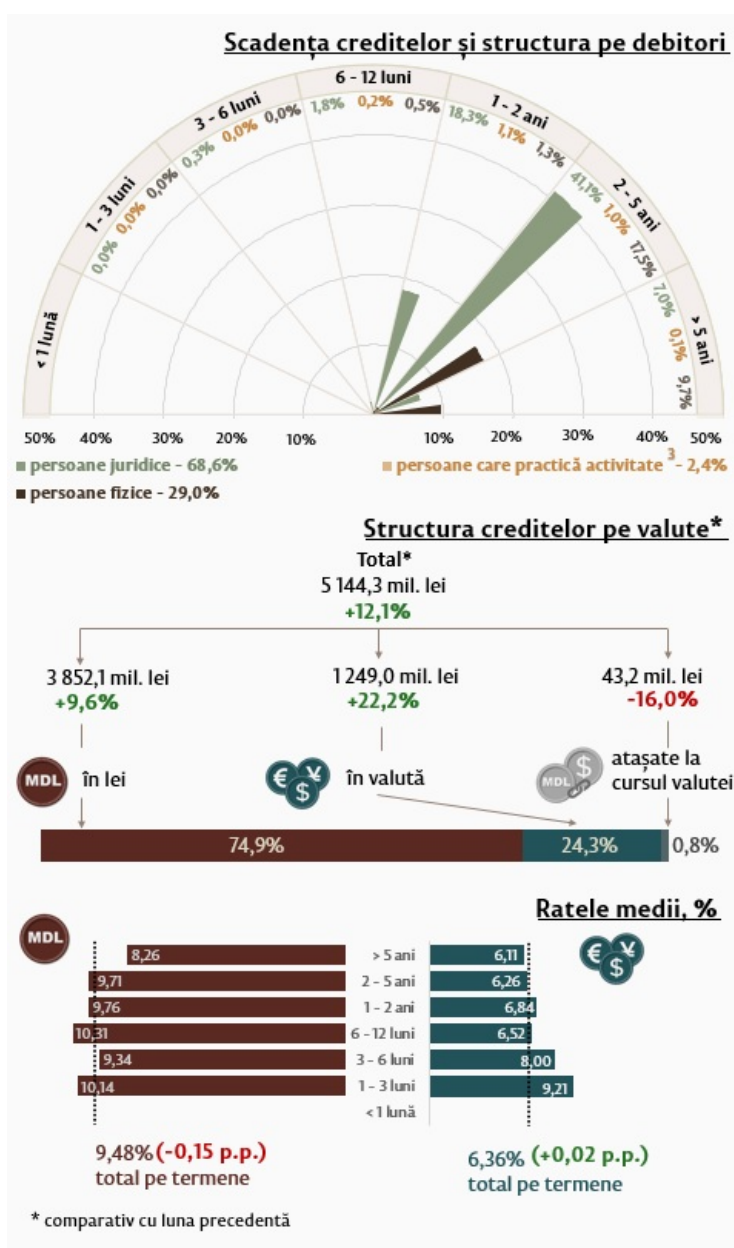 Scadența creditelor și structura pe debitori
< 1 lună
1 - 3 luni
3 - 6 luni
6 - 12 luni
1 - 2 ani
2 - 5 ani
> 5 ani
0,0% 0,0% 0,0%
0,3% 0,0% 0,0%
1,8% 0,2% 0,5%
18,3% 1,1% 1,3%
41,1% 1,0% 17,5%
7,0% 0,1% 9,7%
50% 40% 30% 20% 10% 10% 20% 30% 40% 50%
persoane juridice - 68,6%
persoane care practică activitate 3 - 2,4%
persoane fizice - 29,0%
Structura creditelor pe valute*
Total*
5 144,3 mil. lei
+12,1%
3 852,1 mil. lei
+9,6%
1 249,0 mil. lei
+22,2%
43,2 mil. lei
-16,0%
MDL în lei
€ ¥ $ în valută
MDL $ atașate la
cursul valutei
74,9% 24,3% 0,8%
Ratele medii, %
MDL
€ ¥ $
8,26 > 5 ani 6,11
9,71 2 - 5 ani 6,26
9,76 1 - 2 ani 6,84
10,31 6 - 12 luni 6,52
9,34 3 - 6 luni 8,00
10,14 1 - 3 luni 9,21
< 1 lună
9,48% (-0,15 p.p.)
total pe termene
6,36% (+0,02 p.p.)
total pe termene
* comparativ cu luna precedentă